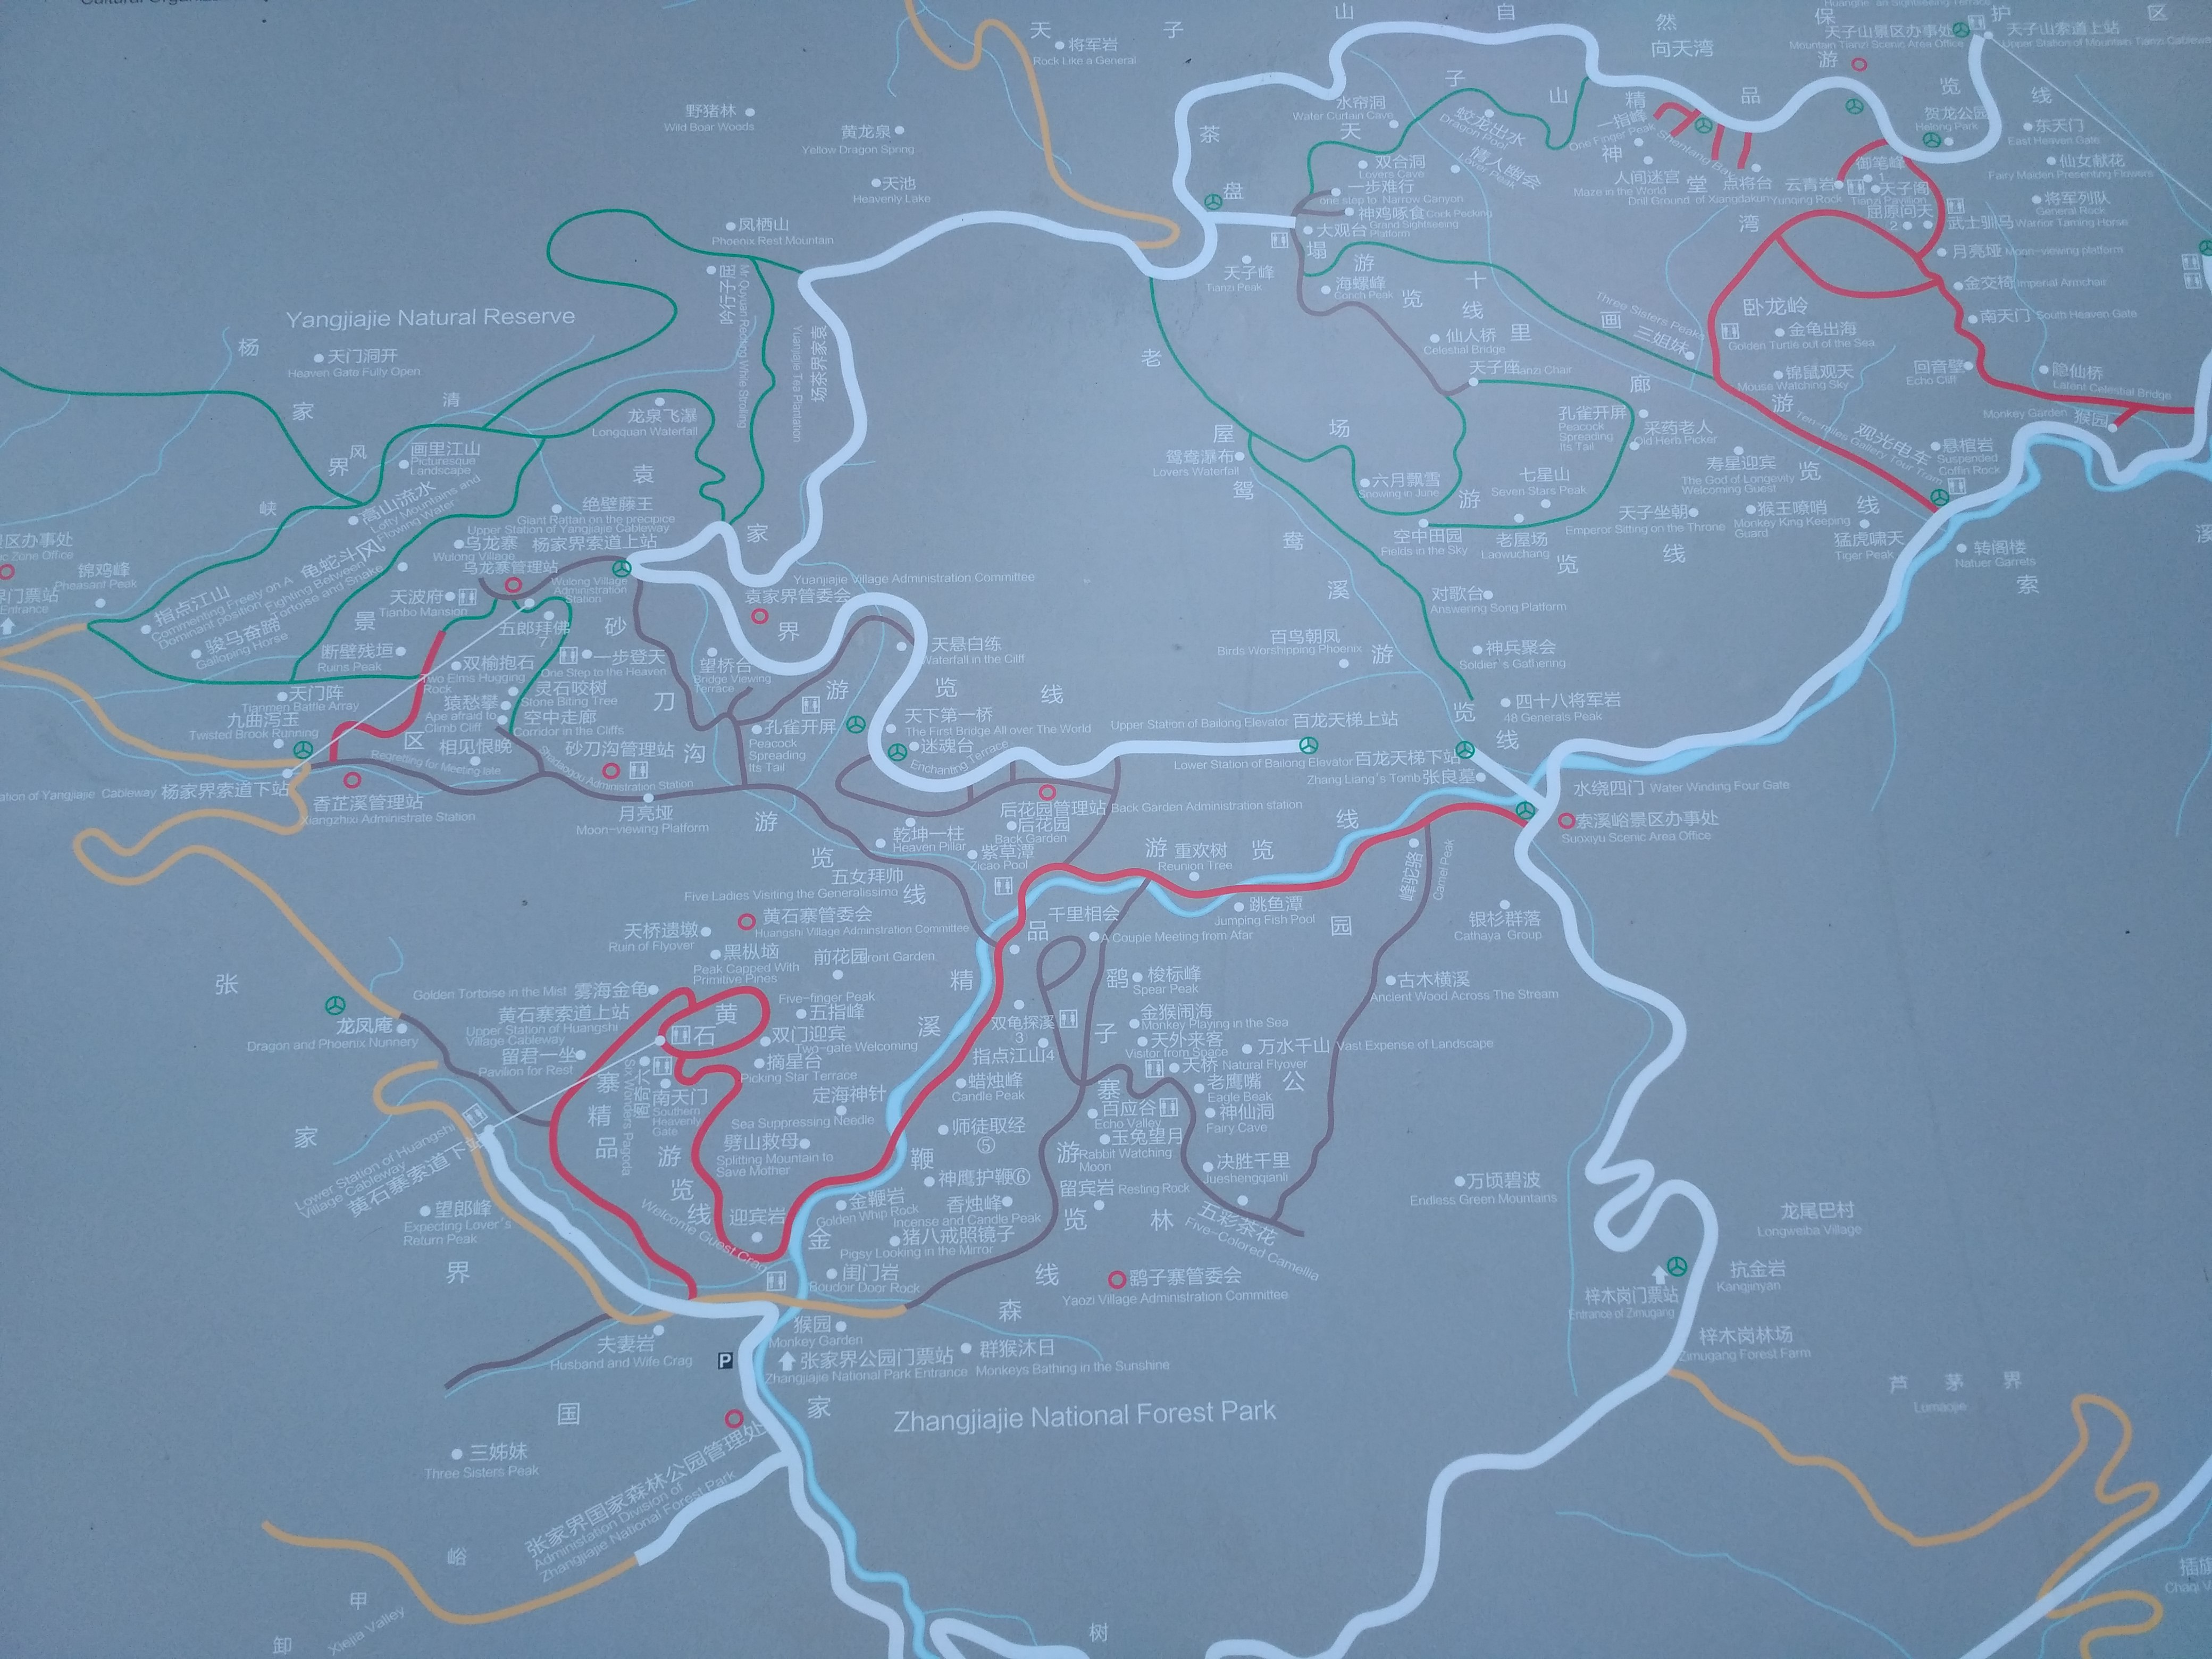 天子山自然保护区
将军岩
Rock Like a General
向天湾
天子山景区办事处
Mountain Tianzi Scenic Area Office
天子山索道上站
野猪林
Wild Boar Woods
黄龙泉
Yellow Dragon Spring
天池
Heavenly Lake
水帘洞
Water Curtain Cave
蛟龙出水
Dragon Pool
情人幽会
Lover Peak
一指峰
One Finger Peak
神堂湾
贺龙公园
Helong Park
东天门
East Heaven Gate
仙女献花
Fairy Maiden Presenting Flowers
双合洞
Lovers Cave
一步难行
one step to Narrow Canyon
神鸡啄食 Cock Pecking
大观台 Grand Sightseeing
Platform
人间迷宫
Maze in the World
点将台
Drill Ground of Xiangdakun
云青岩
Yunqing Rock
御笔峰
1
天子阁
Tianzi Pavilion
屈原问天
2
将军列队
General Rock
武士驯马 Warrior Taming Horse
月亮垭 Moon-viewing platform
金交椅 Imperial Armchair
南天门 South Heaven Gate
凤栖山
Phoenix Rest Mountain
屈子行吟
Mr Quyuan Reciting While Strolling
袁家界茶场
Yuanjiajie Tea Plantation
天子峰
Tianzi Peak
海螺峰
Conch Peak
仙人桥
Celestial Bridge
天子座
Tianzi Chair
三姐妹
Three Sisters Peak
卧龙岭
金龟出海
Golden Turtle out of the Sea
锦鼠观天
Mouse Watching Sky
回音壁
Echo Cliff
隐仙桥
Latent Celestial Bridge
Monkey Garden 猴园
Yangjiajie Natural Reserve
杨家界风景区
天门洞开
Heaven Gate Fully Open
清
峡
龙泉飞瀑
Longquan Waterfall
画里江山
Picturesque
Landscape
高山流水
Lofty Mountains and
Flowing Water
绝壁藤王
Giant Rattan on the precipice
Upper Station of Yangjiajie Cableway
杨家界索道上站
乌龙寨
Wulong Village
乌龙寨管理站
Wulong Village
Administration
Station
龟蛇斗风
Fighting Between
Tortoise and Snake
锦鸡峰
Pheasant Peak
指点江山
Commenting Freely on A
Dominant position
骏马奋蹄
Galloping Horse
天波府
Tianbo Mansion
五郎拜佛
7
断壁残垣
Ruins Peak
双榆抱石
Two Elms Hugging
Rock
一步登天
One Step to the Heaven
灵石咬树
Stone Biting Tree
猿愁攀
Ape afraid to
Climb Cliff
空中走廊
Corridor in the Cliffs
天门阵
Tianmen Battle Array
九曲泻玉
Twisted Brook Running
相见恨晚
Regretting for Meeting late
杨家界索道下站
香芷溪管理站
Xiangzhixi Administrate Station
砂刀沟管理站
Shadaogou Administration Station
月亮垭
Moon-viewing Platform
袁家界
Yuanjiajie Village Administration Committee
袁家界管委会
天悬白练
Waterfall in the Cliff
望桥台
Bridge Viewing
Terrace
砂刀沟游览线
孔雀开屏
Peacock
Spreading
Its Tail
天下第一桥
The First Bridge All over The World
迷魂台
Enchanting Terrace
Upper Station of Bailong Elevator 百龙天梯上站
Lower Station of Bailong Elevator 百龙天梯下站
Zhang Liang's Tomb 张良墓
鸳鸯瀑布
Lovers Waterfall
鸳鸯溪游览线
老屋场游览线
六月飘雪
Snowing in June
七星山
Seven Stars Peak
空中田园
Fields in the Sky
老屋场
Laowuchang
孔雀开屏
Peacock
Spreading
Its Tail
采药老人
Old Herb Picker
寿星迎宾
The God of Longevity
Welcoming Guest
天子坐朝
Emperor Sitting on the Throne
猴王嘹哨
Monkey King Keeping
Guard
猛虎啸天
Tiger Peak
十里画廊游览线
观光电车
Ten-miles Gallery Tour Tram
悬棺岩
Suspended
Coffin Rock
转阁楼
Natuer Garrets
索
溪
对歌台
Answering Song Platform
百鸟朝凤
Birds Worshipping Phoenix
神兵聚会
Soldier's Gathering
四十八将军岩
48 Generals Peak
水绕四门 Water Winding Four Gate
索溪峪景区办事处
Suoxiyu Scenic Area Office
后花园管理站 Back Garden Administration station
后花园
Back Garden
乾坤一柱
Heaven Pillar
紫草潭
Zicao Pool
五女拜帅
Five Ladies Visiting the Generalissimo
重欢树
Reunion Tree
跳鱼潭
Jumping Fish Pool
骆驼峰
Camel Peak
银杉群落
Cathaya Group
千里相会
A Couple Meeting from Afar
天桥遗墩
Ruin of Flyover
黄石寨管委会
Huangshi Village Adminstration Committee
黑枞垴
Peak Capped With
Primitive Pines
前花园
Front Garden
Golden Tortoise in the Mist 雾海金龟
黄石寨索道上站
Upper Station of Huangshi
Village Cableway
Five-finger Peak
五指峰
双门迎宾
Two-gate Welcoming
摘星台
Picking Star Terrace
留君一坐
Pavilion for Rest
六奇阁
Six Wonders Pagoda
南天门
Southern
Heavenly
Gate
定海神针
Sea Suppressing Needle
劈山救母
Splitting Mountain to
Save Mother
黄石寨精品游览线
迎宾岩
Welcome Guest Crag
龙凤庵
Dragon and Phoenix Nunnery
Lower Station of Huangshi
Village Cableway
黄石寨索道下站
望郎峰
Expecting Lover's
Return Peak
双龟探溪
3
指点江山4
蜡烛峰
Candle Peak
师徒取经
⑤
神鹰护鞭⑥
金鞭岩
Golden Whip Rock
香烛峰
Incense and Candle Peak
猪八戒照镜子
Pigsy Looking in the Mirror
闺门岩
Boudoir Door Rock
金鞭溪精品游览线
梭标峰
Spear Peak
金猴闹海
Monkey Playing in the Sea
天外来客
Visitor from Space
万水千山 Vast Expense of Landscape
天桥 Natural Flyover
老鹰嘴
Eagle Beak
百应谷
Echo Valley
神仙洞
Fairy Cave
玉兔望月
Rabbit Watching
Moon
决胜千里
Jueshengqianli
留宾岩 Resting Rock
五彩茶花
Five-Colored Camellia
鹞子寨游览线
鹞子寨管委会
Yaozi Village Administration Committee
古木横溪
Ancient Wood Across The Stream
万顷碧波
Endless Green Mountains
龙尾巴村
Longweiba Village
抗金岩
Kangjinyan
梓木岗门票站
Entrance of Zimugang
梓木岗林场
Zimugang Forest Farm
芦茅界
Lumaojie
夫妻岩
Husband and Wife Crag
猴园
Monkey Garden
P
张家界公园门票站
Zhangjiajie National Park Entrance
群猴沐日
Monkeys Bathing in the Sunshine
张家界国家森林公园
Zhangjiajie National Forest Park
三姊妹
Three Sisters Peak
张家界国家森林公园管理处
Administation Division of
Zhangjiajie National Forest Park
卸甲峪
Xiejia Valley
树